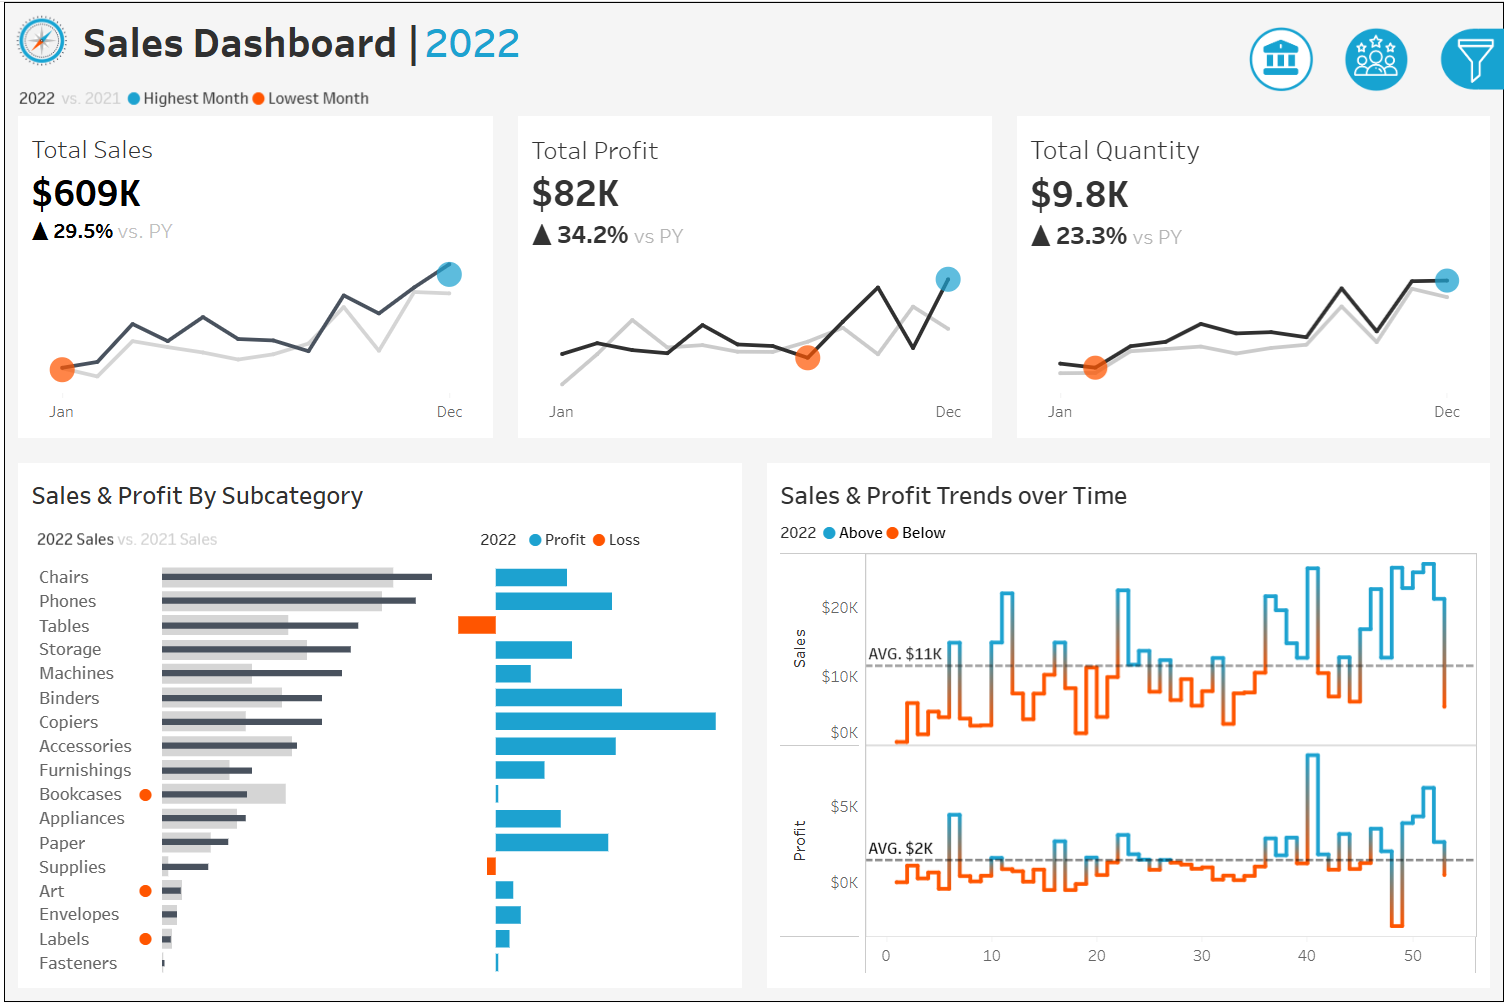 Sales Dashboard | 2022
2022 vs. 2021 Highest Month Lowest Month
Total Sales
$609K
▲ 29.5% vs. PY
Jan Dec
Total Profit
$82K
▲ 34.2% vs PY
Jan Dec
Total Quantity
$9.8K
▲ 23.3% vs PY
Jan Dec
Sales & Profit By Subcategory
2022 Sales vs. 2021 Sales
2022 Profit Loss
Chairs
Phones
Tables
Storage
Machines
Binders
Copiers
Accessories
Furnishings
Bookcases
Appliances
Paper
Supplies
Art
Envelopes
Labels
Fasteners
Sales & Profit Trends over Time
2022 Above Below
Sales
$20K
AVG. $11K
$10K
$0K
Profit
$5K
AVG. $2K
$0K
0 10 20 30 40 50